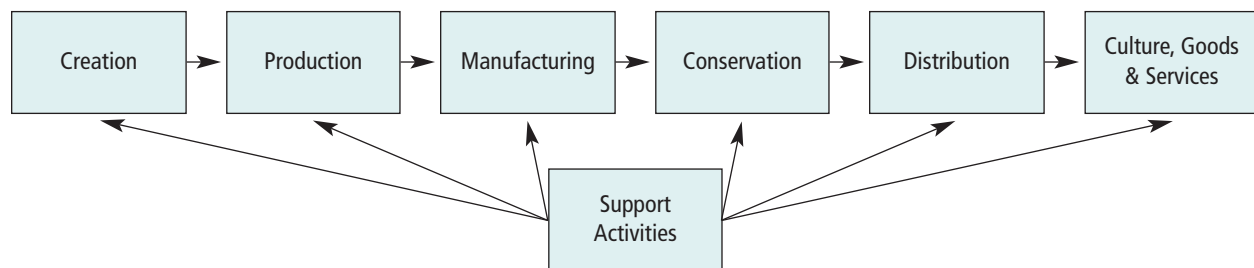 Creation
Production
Manufacturing
Conservation
Distribution
Culture, Goods
& Services
Support
Activities